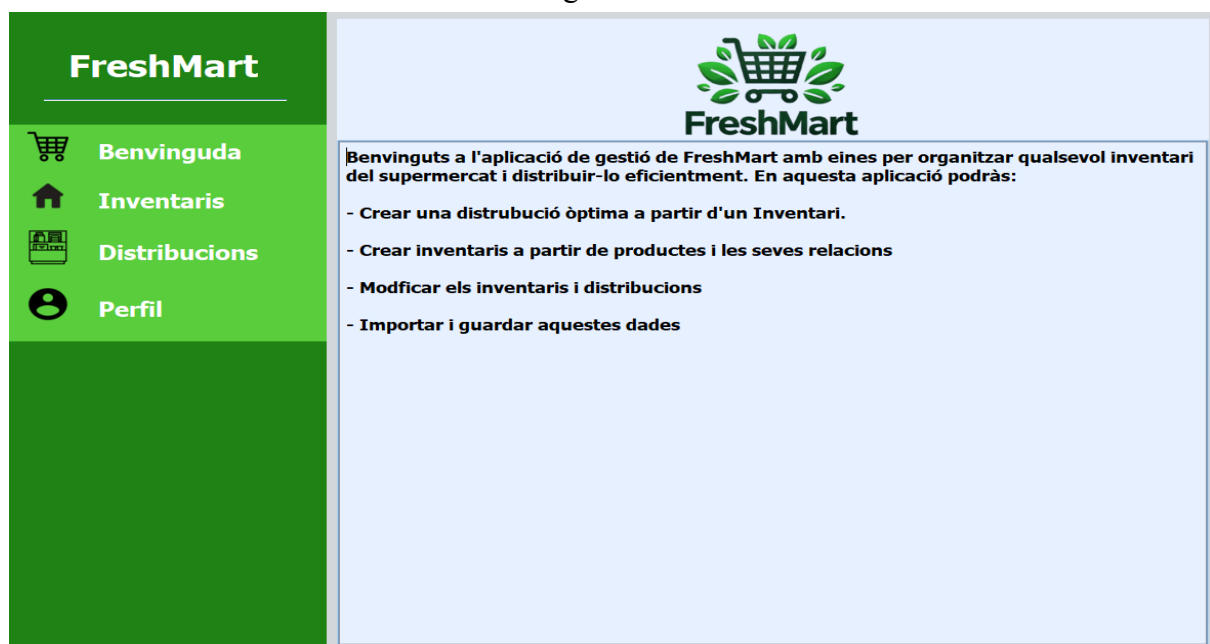 FreshMart
Benvinguda
Inventaris
Distribucions
Perfil
FreshMart
Benvinguts a l'aplicació de gestió de FreshMart amb eines per organitzar qualsevol inventari
del supermercat i distribuir-lo eficientment. En aquesta aplicació podràs:
- Crear una distrubució òptima a partir d'un Inventari.
- Crear inventaris a partir de productes i les seves relacions
- Modficar els inventaris i distribucions
- Importar i guardar aquestes dades